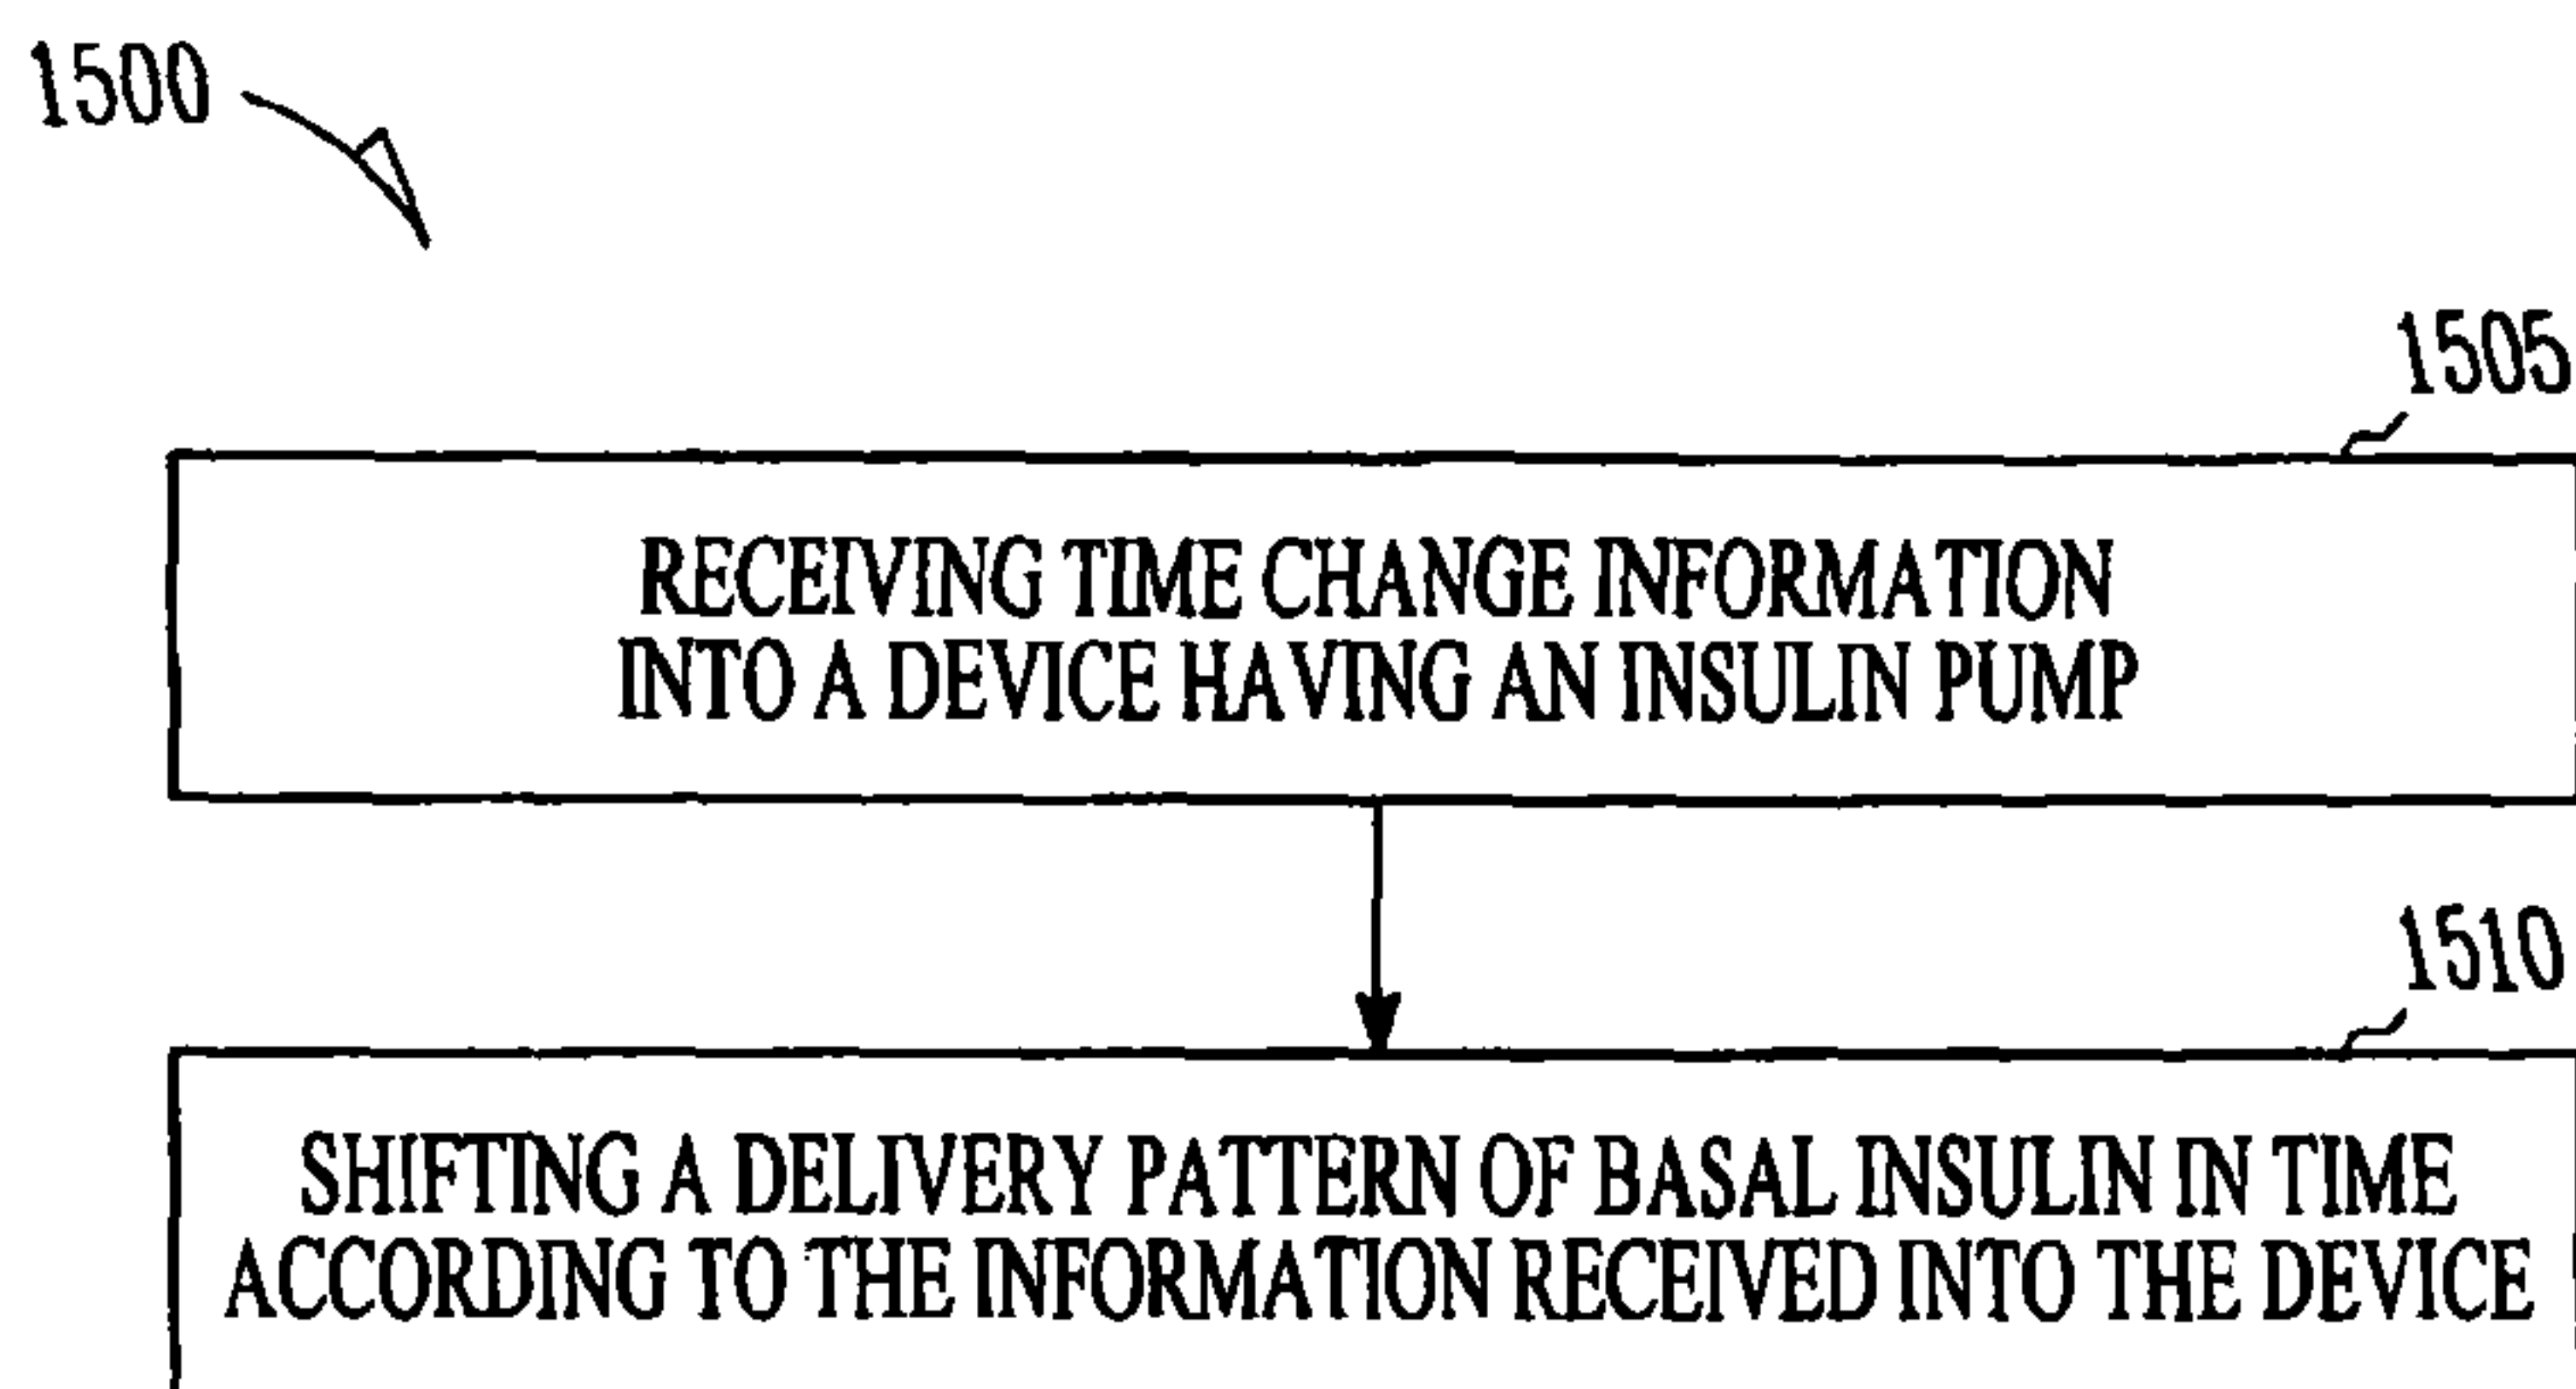 1500
1505
RECEIVING TIME CHANGE INFORMATION
INTO A DEVICE HAVING AN INSULIN PUMP
1510
SHIFTING A DELIVERY PATTERN OF BASAL INSULIN IN TIME
ACCORDING TO THE INFORMATION RECEIVED INTO THE DEVICE